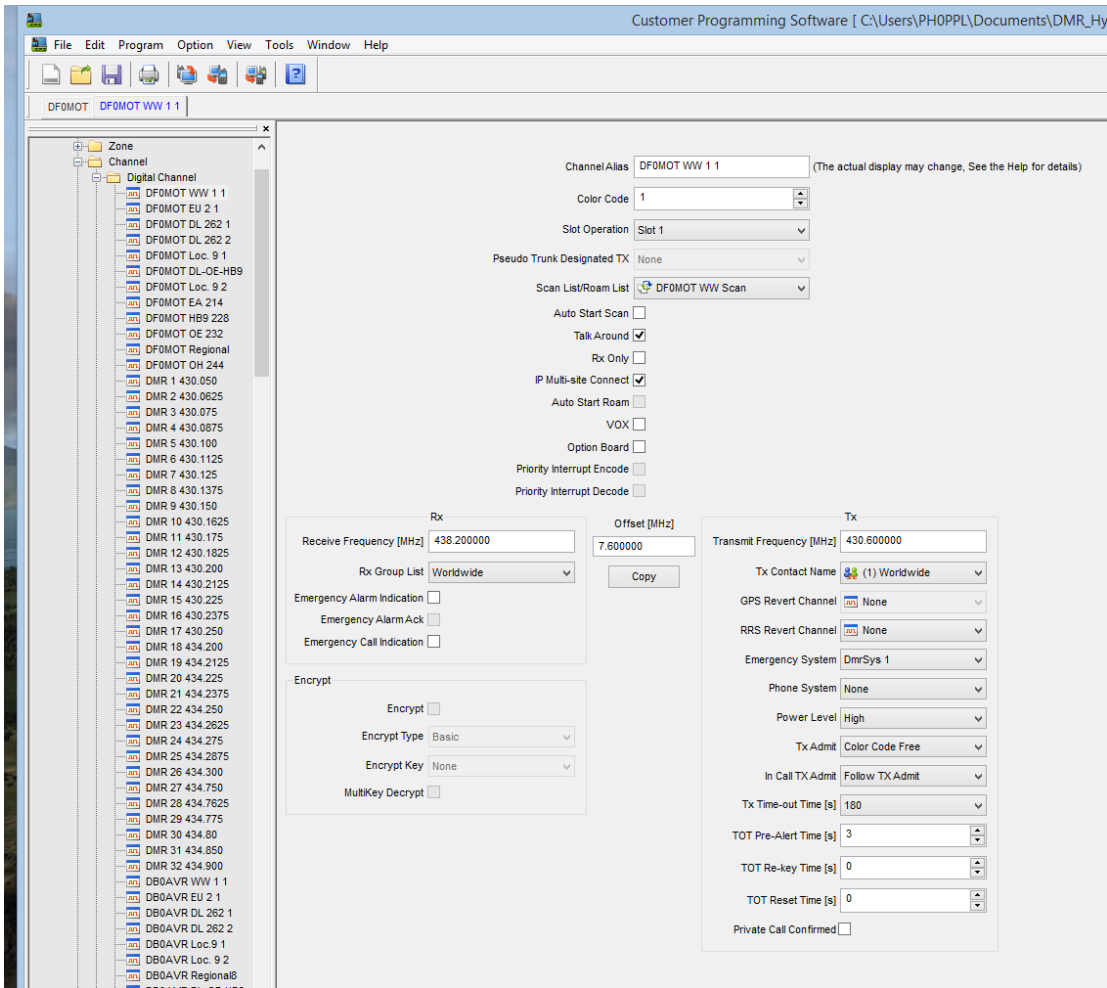 Customer Programming Software [ C:\Users\PH0PPL\Documents\DMR_Hy
File Edit Program Option View Tools Window Help
DF0MOT DF0MOT WW 1 1
Zone
Channel
Digital Channel
DF0MOT WW 1 1
DF0MOT EU 2 1
DF0MOT DL 262 1
DF0MOT DL 262 2
DF0MOT Loc. 9 1
DF0MOT DL-OE-HB9
DF0MOT Loc. 9 2
DF0MOT EA 214
DF0MOT HB9 228
DF0MOT OE 232
DF0MOT Regional
DF0MOT OH 244
DMR 1 430.050
DMR 2 430.0625
DMR 3 430.075
DMR 4 430.0875
DMR 5 430.100
DMR 6 430.1125
DMR 7 430.125
DMR 8 430.1375
DMR 9 430.150
DMR 10 430.1625
DMR 11 430.175
DMR 12 430.1825
DMR 13 430.200
DMR 14 430.2125
DMR 15 430.225
DMR 16 430.2375
DMR 17 430.250
DMR 18 434.200
DMR 19 434.2125
DMR 20 434.225
DMR 21 434.2375
DMR 22 434.250
DMR 23 434.2625
DMR 24 434.275
DMR 25 434.2875
DMR 26 434.300
DMR 27 434.750
DMR 28 434.7625
DMR 29 434.775
DMR 30 434.80
DMR 31 434.850
DMR 32 434.900
DB0AVR WW 1 1
DB0AVR EU 2 1
DB0AVR DL 262 1
DB0AVR DL 262 2
DB0AVR Loc.9 1
DB0AVR Loc. 9 2
DB0AVR Regional8
Channel Alias DF0MOT WW 1 1 (The actual display may change, See the Help for details)
Color Code 1
Slot Operation Slot 1
Pseudo Trunk Designated TX None
Scan List/Roam List DF0MOT WW Scan
Auto Start Scan
Talk Around
Rx Only
IP Multi-site Connect
Auto Start Roam
VOX
Option Board
Priority Interrupt Encode
Priority Interrupt Decode
Rx
Receive Frequency [MHz] 438.200000
Rx Group List Worldwide
Emergency Alarm Indication
Emergency Alarm Ack
Emergency Call Indication
Offset [MHz]
7.600000
Copy
Encrypt
Encrypt
Encrypt Type Basic
Encrypt Key None
MultiKey Decrypt
Tx
Transmit Frequency [MHz] 430.600000
Tx Contact Name (1) Worldwide
GPS Revert Channel None
RRS Revert Channel None
Emergency System DmrSys 1
Phone System None
Power Level High
Tx Admit Color Code Free
In Call TX Admit Follow TX Admit
Tx Time-out Time [s] 180
TOT Pre-Alert Time [s] 3
TOT Re-key Time [s] 0
TOT Reset Time [s] 0
Private Call Confirmed